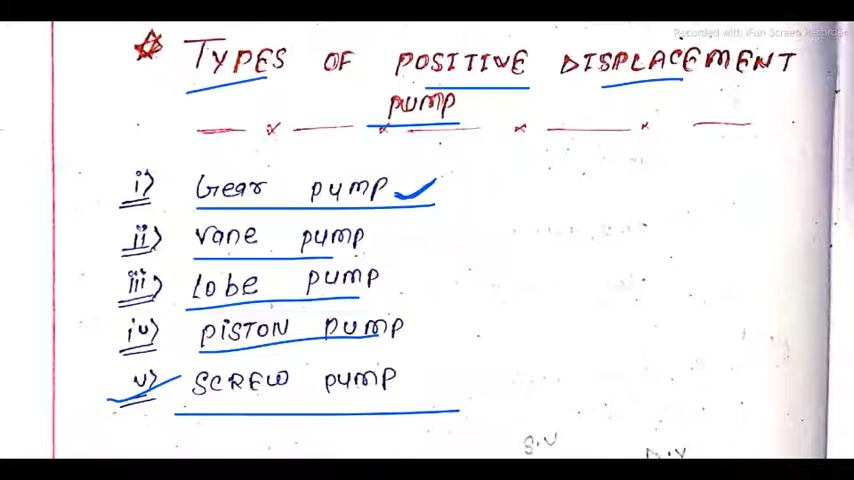 Recorded with iFun Screen Recorder
TYPES OF POSITIVE DISPLACEMENT
PUMP
i) Gear pump
ii) vane pump
iii) lobe pump
iv) PiSTON PUMP
v) SCREW PUMP
S.V
D.V